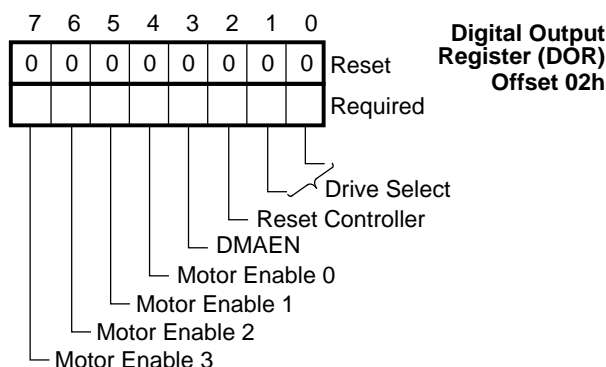 7 6 5 4 3 2 1 0
Digital Output
Register (DOR)
Offset 02h
0 0 0 0 0 0 0 0 Reset
Required
Drive Select
Reset Controller
DMAEN
Motor Enable 0
Motor Enable 1
Motor Enable 2
Motor Enable 3